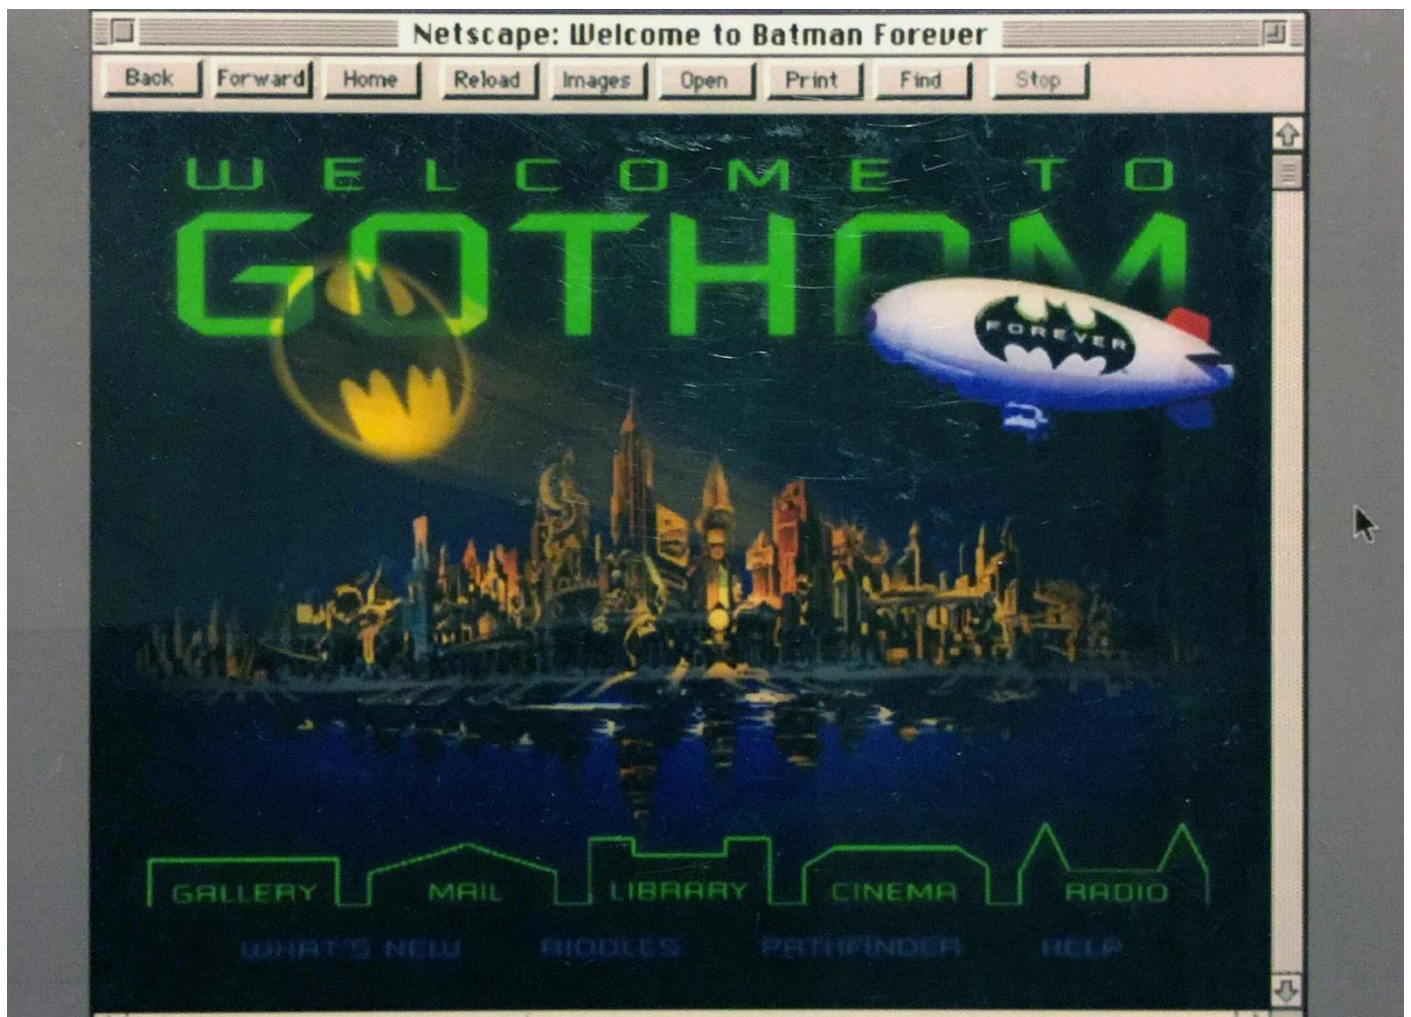 Netscape: Welcome to Batman Forever
Back Forward Home Reload Images Open Print Find Stop
WELCOME TO
GOTHAM
FOREVER
GALLERY MAIL LIBRARY CINEMA RADIO
WHAT'S NEW RIDDLES PATHFINDER HELP